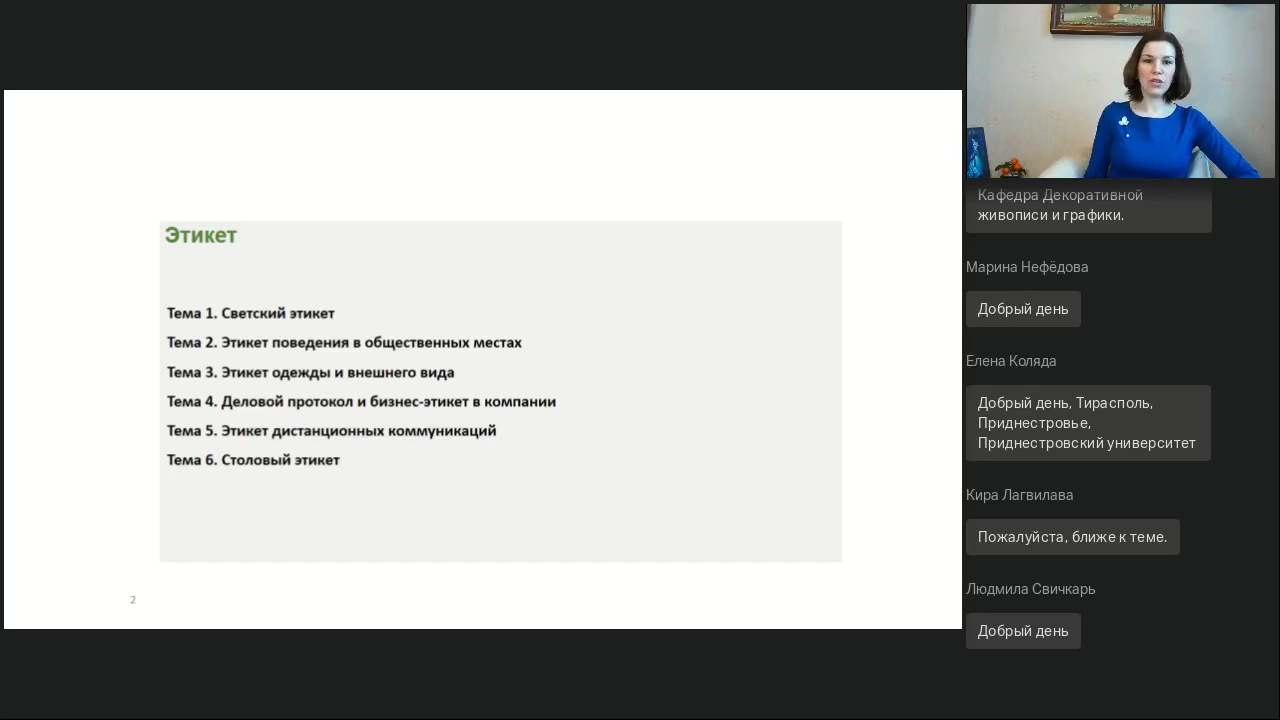 Этикет
Тема 1. Светский этикет
Тема 2. Этикет поведения в общественных местах
Тема 3. Этикет одежды и внешнего вида
Тема 4. Деловой протокол и бизнес-этикет в компании
Тема 5. Этикет дистанционных коммуникаций
Тема 6. Столовый этикет
2
Кафедра Декоративной
живописи и графики.
Марина Нефёдова
Добрый день
Елена Коляда
Добрый день, Тирасполь,
Приднестровье,
Приднестровский университет
Кира Лагвилава
Пожалуйста, ближе к теме.
Людмила Свичкарь
Добрый день